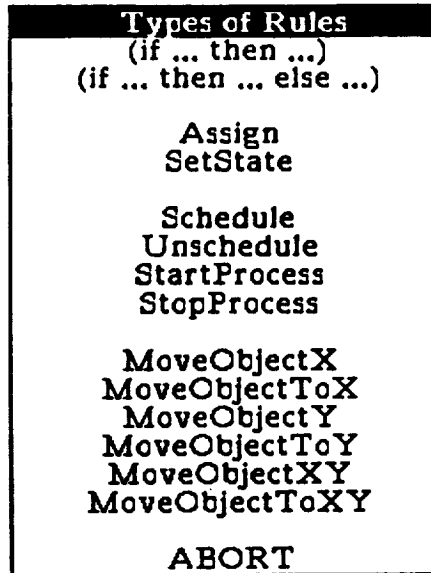 Types of Rules
(if ... then ...)
(if ... then ... else ...)
Assign
SetState
Schedule
Unschedule
StartProcess
StopProcess
MoveObjectX
MoveObjectToX
MoveObjectY
MoveObjectToY
MoveObjectXY
MoveObjectToXY
ABORT